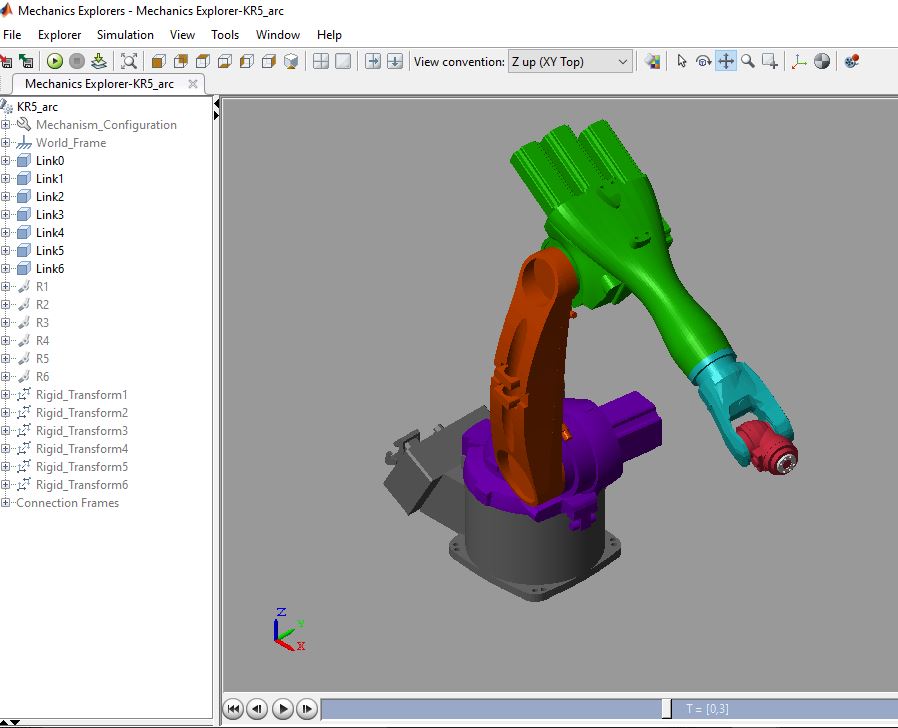 Mechanics Explorers - Mechanics Explorer-KR5_arc
File Explorer Simulation View Tools Window Help
View convention: Z up (XY Top)
Mechanics Explorer-KR5_arc
KR5_arc
Mechanism_Configuration
World_Frame
Link0
Link1
Link2
Link3
Link4
Link5
Link6
R1
R2
R3
R4
R5
R6
Rigid_Transform1
Rigid_Transform2
Rigid_Transform3
Rigid_Transform4
Rigid_Transform5
Rigid_Transform6
Connection Frames
Z
Y
X
T = [0,3]